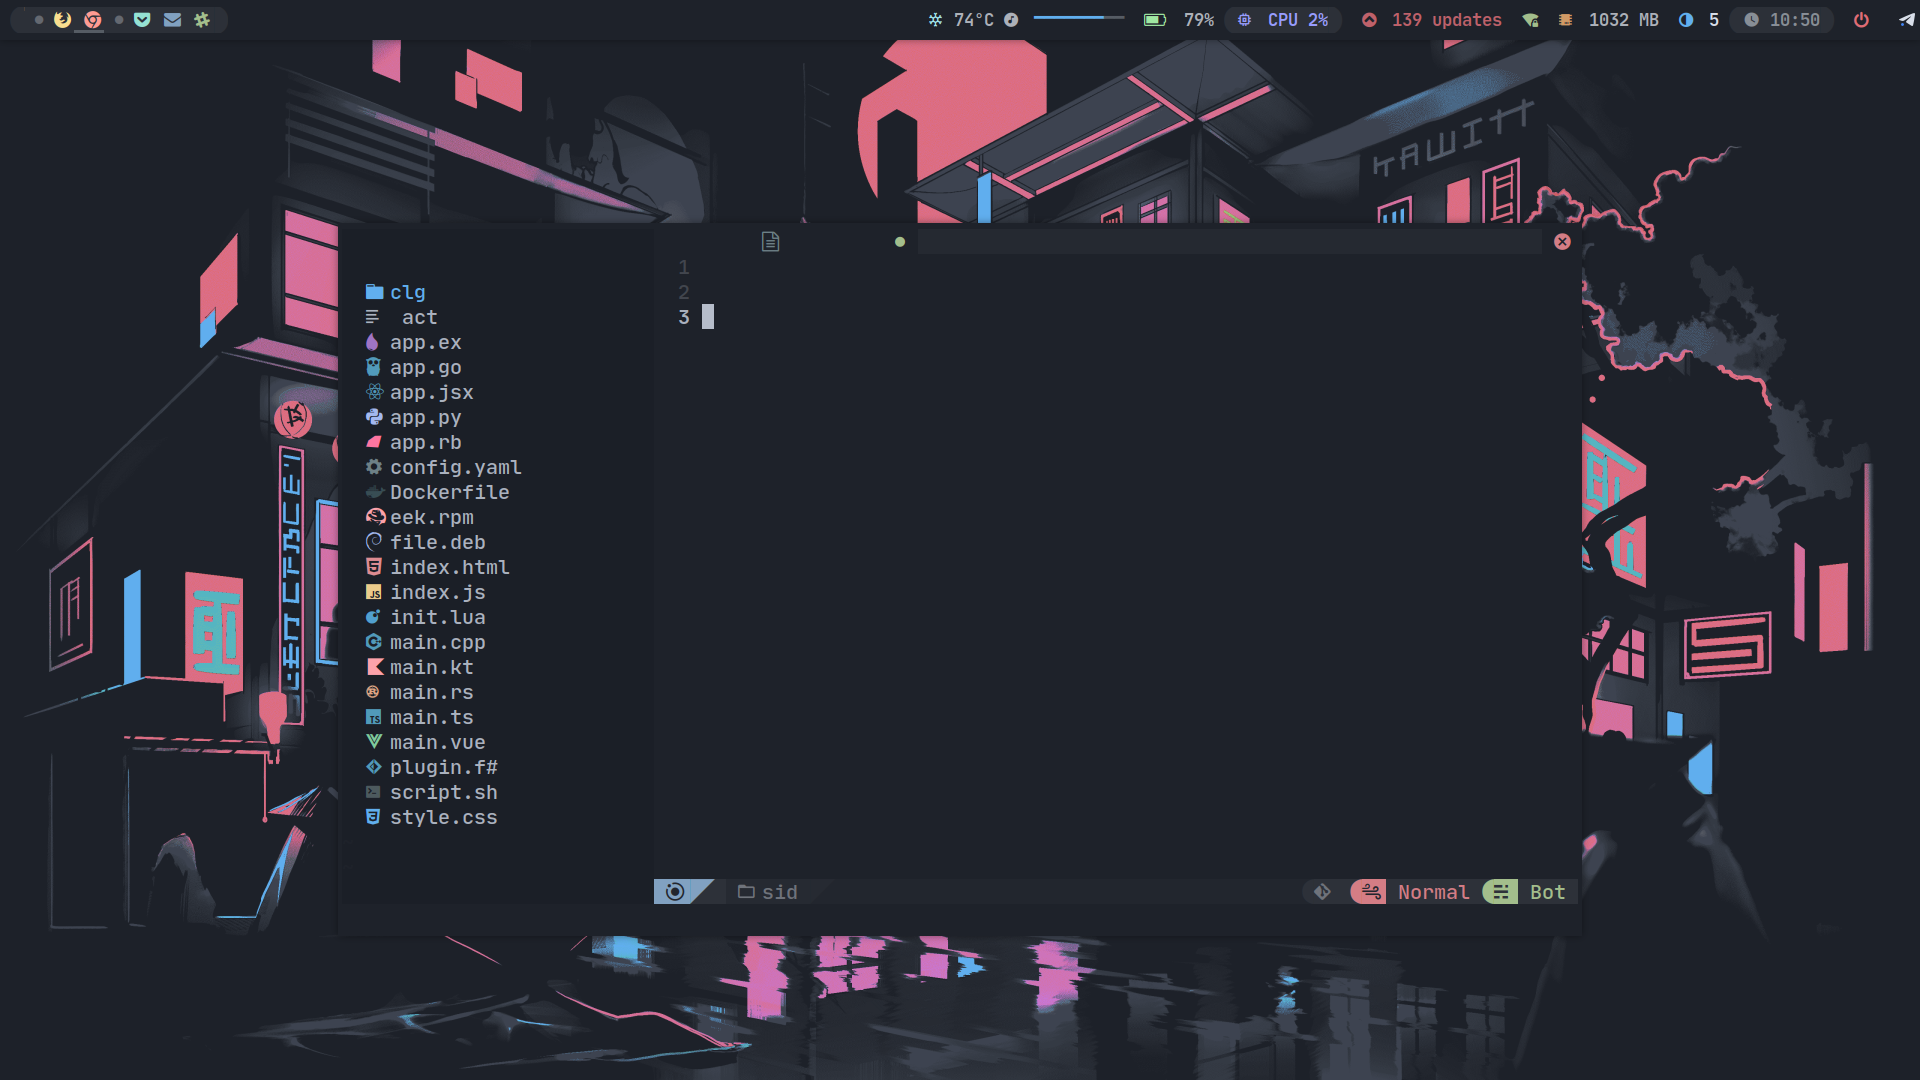 74°C
79%
CPU 2%
139 updates
1032 MB
5
10:50
KAWITT
clg
act
app.ex
app.go
app.jsx
app.py
app.rb
config.yaml
Dockerfile
eek.rpm
file.deb
index.html
index.js
init.lua
main.cpp
main.kt
main.rs
main.ts
main.vue
plugin.f#
script.sh
style.css
1
2
3
sid
Normal
Bot